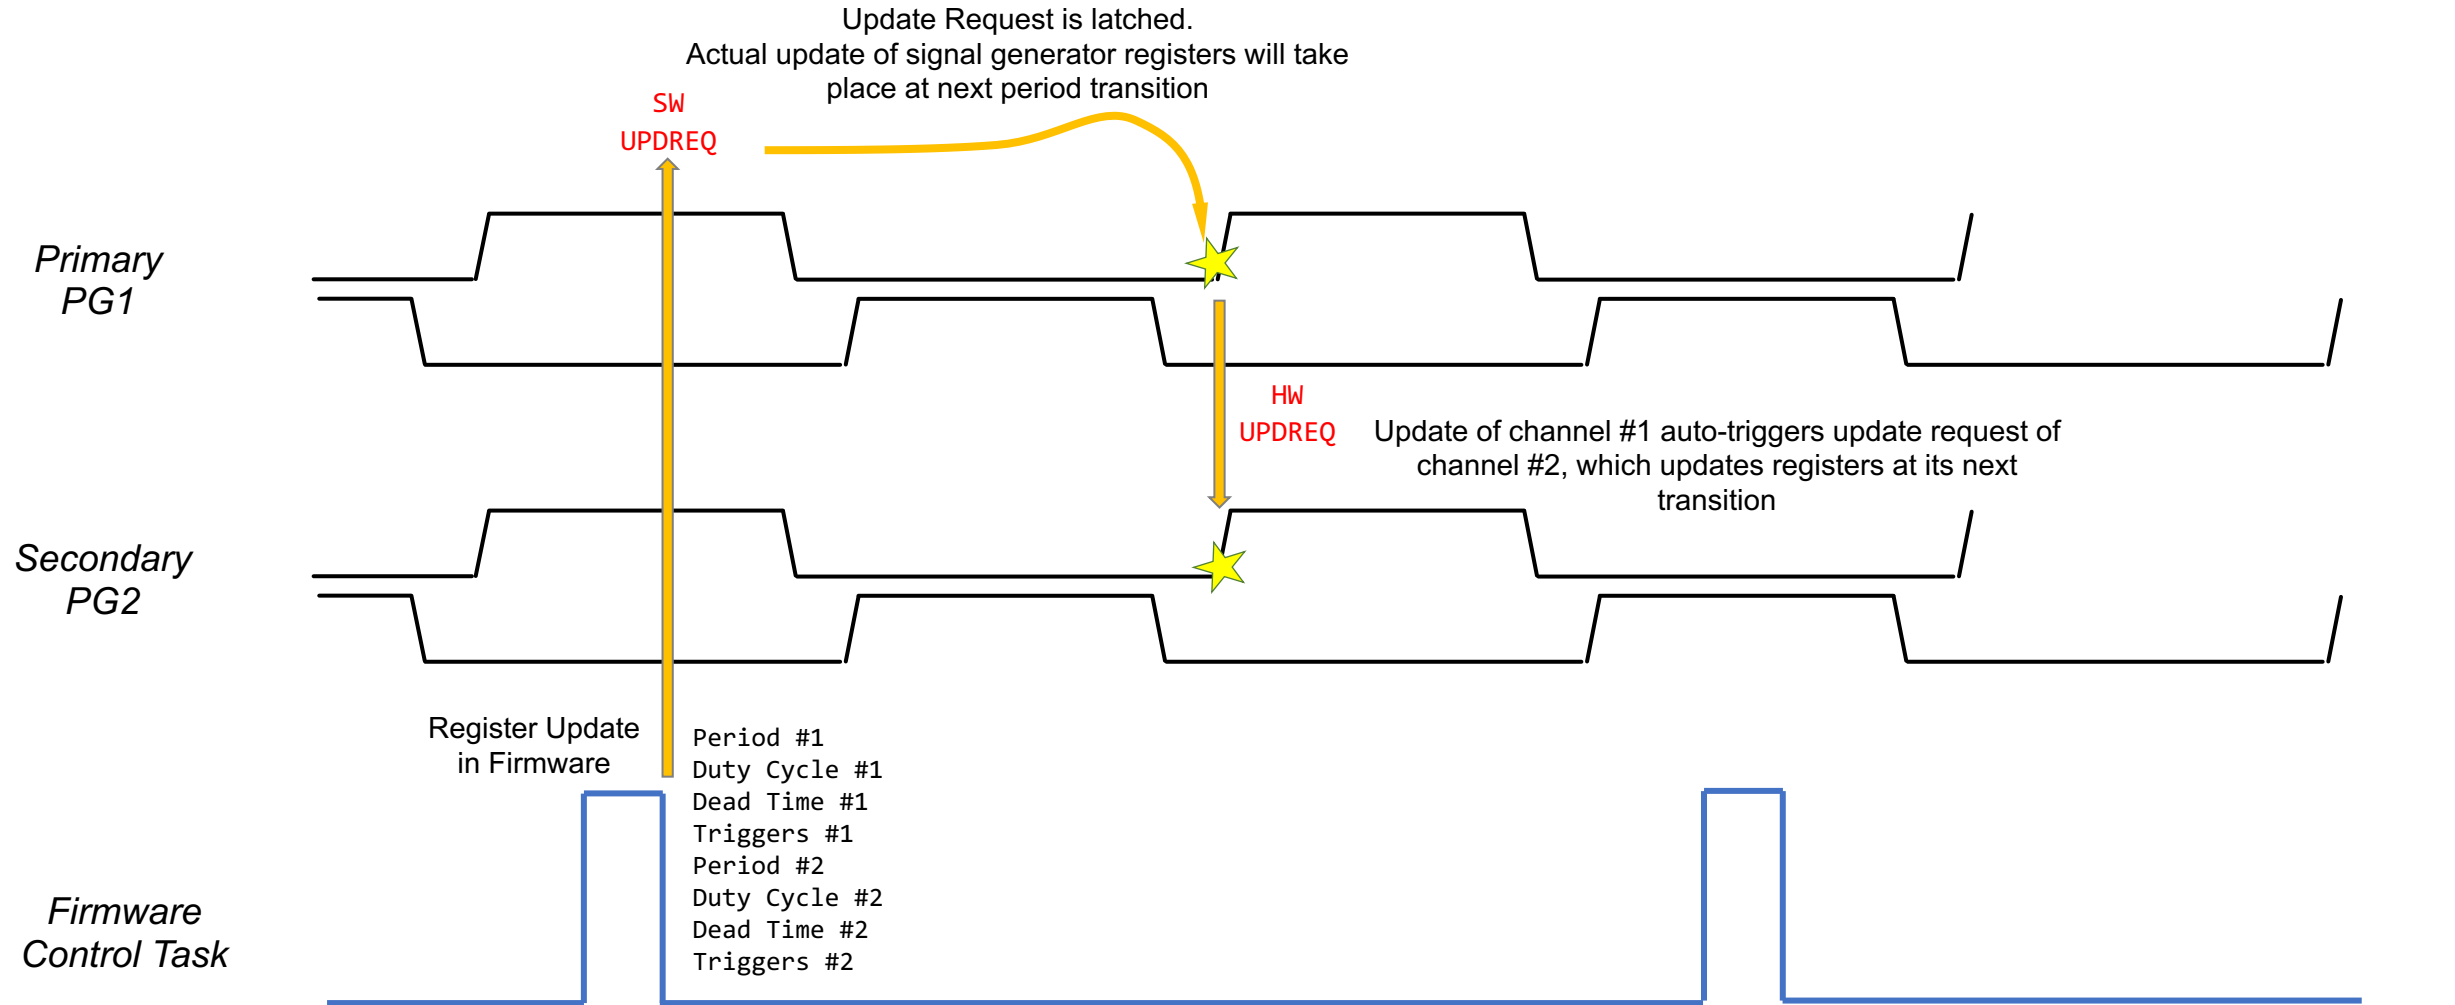 Update Request is latched.
Actual update of signal generator registers will take
place at next period transition
SW
UPDREQ
Primary
PG1
HW
UPDREQ
Update of channel #1 auto-triggers update request of
channel #2, which updates registers at its next
transition
Secondary
PG2
Register Update
in Firmware
Period #1
Duty Cycle #1
Dead Time #1
Triggers #1
Period #2
Duty Cycle #2
Dead Time #2
Triggers #2
Firmware
Control Task